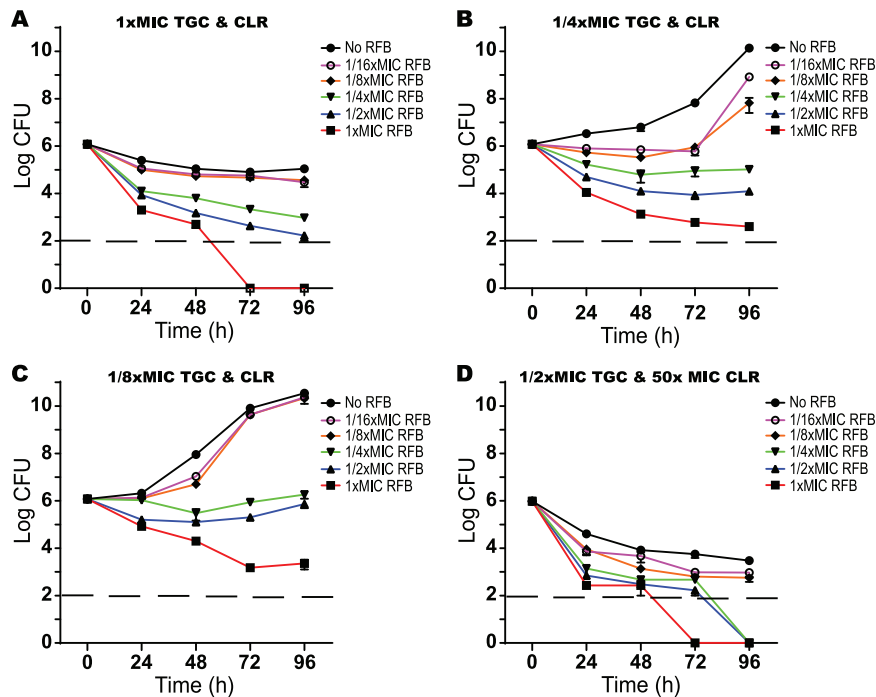 A
1xMIC TGC & CLR
10
8
6
4
2
0
Log CFU
0 24 48 72 96
Time (h)
No RFB
1/16xMIC RFB
1/8xMIC RFB
1/4xMIC RFB
1/2xMIC RFB
1xMIC RFB
B
1/4xMIC TGC & CLR
10
8
6
4
2
0
Log CFU
0 24 48 72 96
Time (h)
No RFB
1/16xMIC RFB
1/8xMIC RFB
1/4xMIC RFB
1/2xMIC RFB
1xMIC RFB
C
1/8xMIC TGC & CLR
10
8
6
4
2
0
Log CFU
0 24 48 72 96
Time (h)
No RFB
1/16xMIC RFB
1/8xMIC RFB
1/4xMIC RFB
1/2xMIC RFB
1xMIC RFB
D
1/2xMIC TGC & 50x MIC CLR
10
8
6
4
2
0
Log CFU
0 24 48 72 96
Time (h)
No RFB
1/16xMIC RFB
1/8xMIC RFB
1/4xMIC RFB
1/2xMIC RFB
1xMIC RFB